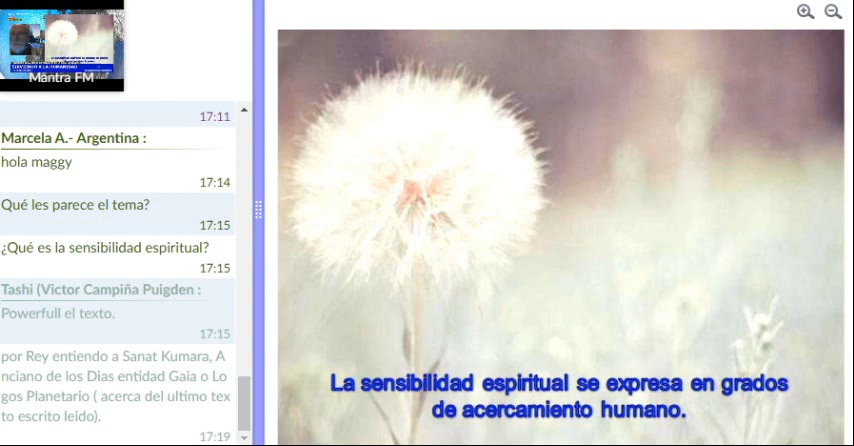 SIRVIENDO A LA HUMANIDAD
Mantra FM
17:11
Marcela A.- Argentina :
hola maggy
17:14
Qué les parece el tema?
17:15
¿Qué es la sensibilidad espiritual?
17:15
Tashi (Victor Campiña Puigden :
Powerfull el texto.
17:15
por Rey entiendo a Sanat Kumara, A
nciano de los Dias entidad Gaia o Lo
gos Planetario ( acerca del ultimo tex
to escrito leido).
17:19
La sensibilidad espiritual se expresa en grados
de acercamiento humano.